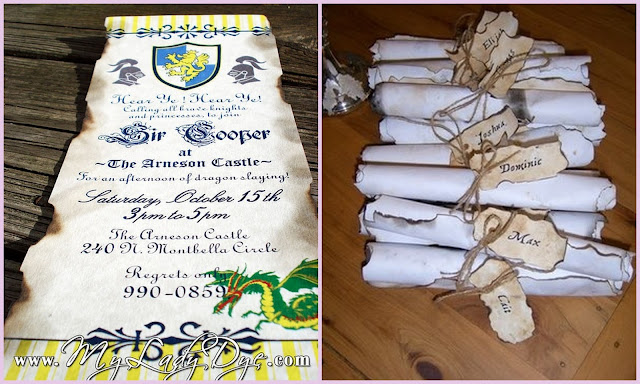 Hear Ye! Hear Ye!
Calling all brave knights
and princesses, to join
Sir Cooper
at
~The Arneson Castle~
For an afternoon of dragon slaying!
Saturday, October 15th
3pm to 5pm
The Arneson Castle
240 N. Montbella Circle
Regrets only
990-0859
www.MyLadyDye.com
Elijah
Joshua
Dominic
Max